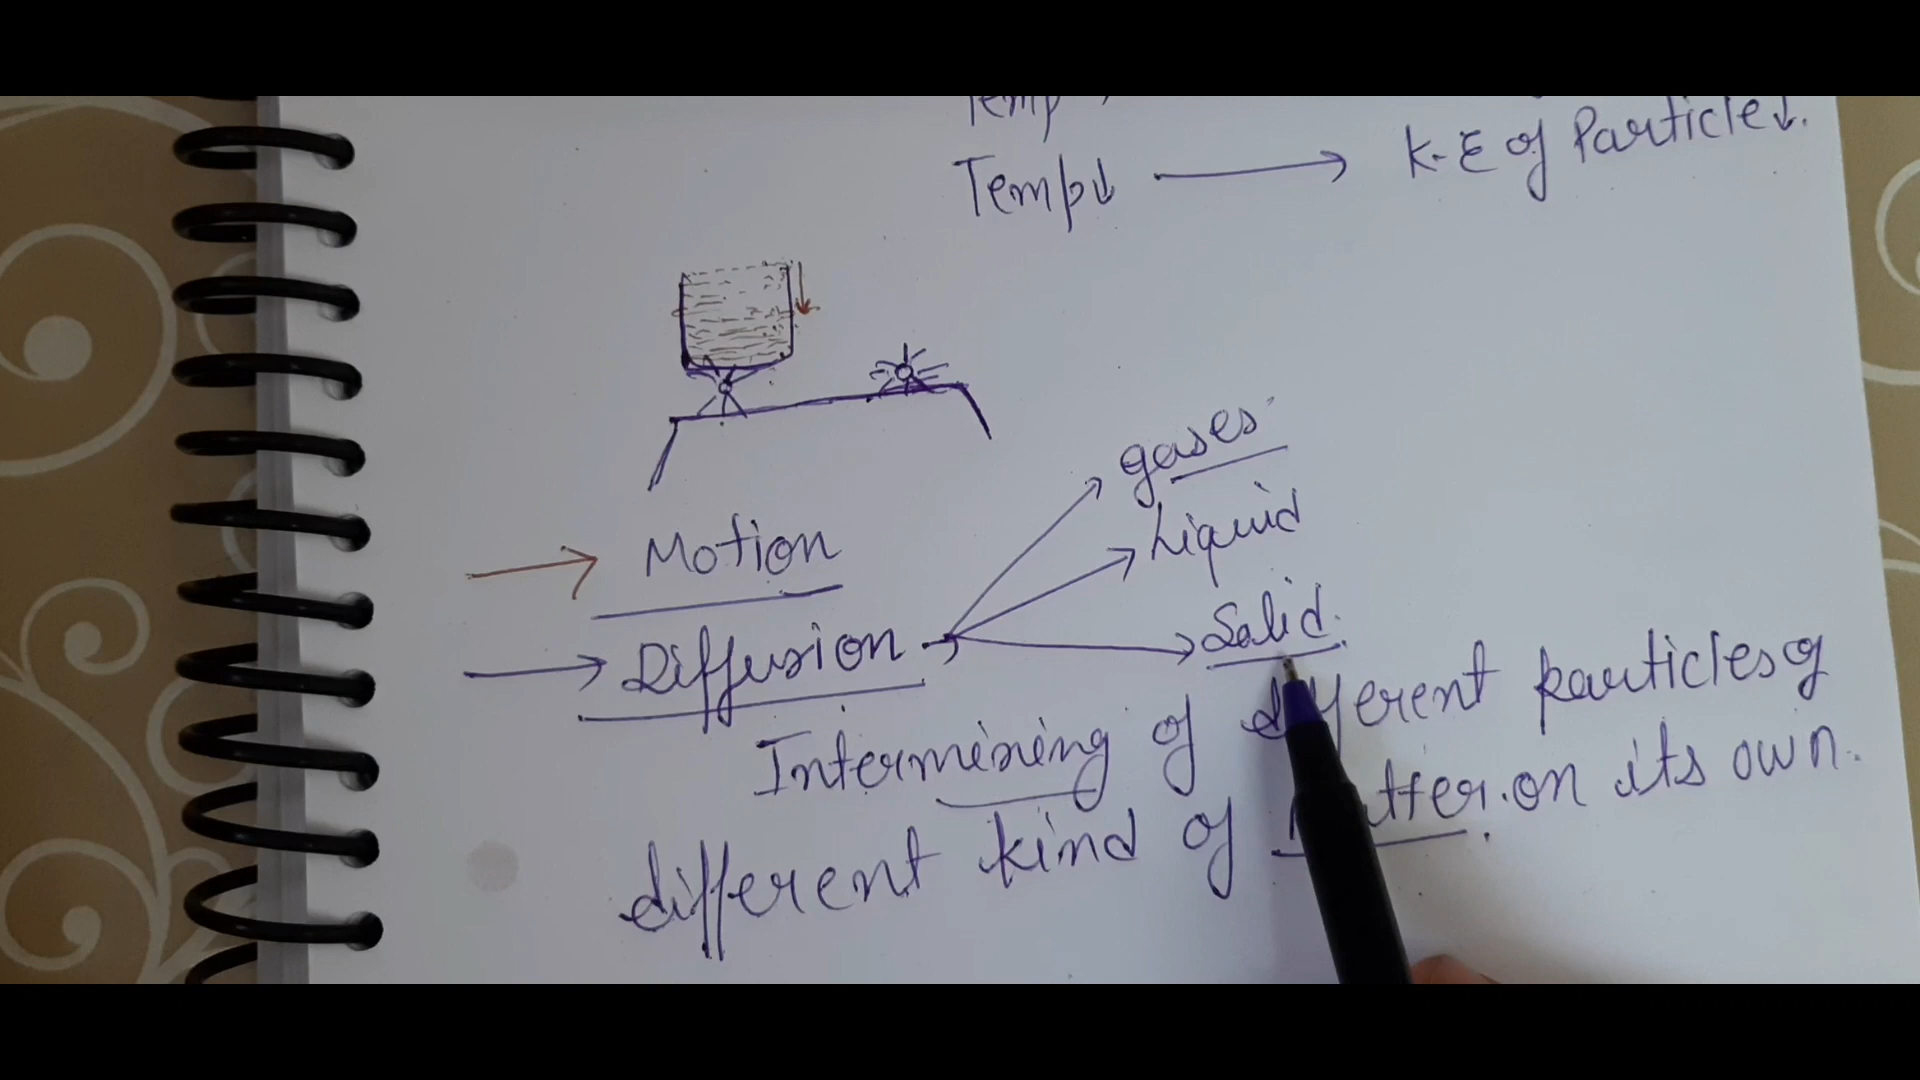 Temp
Temp↓ → K.E of Particle↓.
gases
Liquid
Motion
Solid.
→ Diffusion →
Intermixing of different particles of
different kind of Matter. on its own.